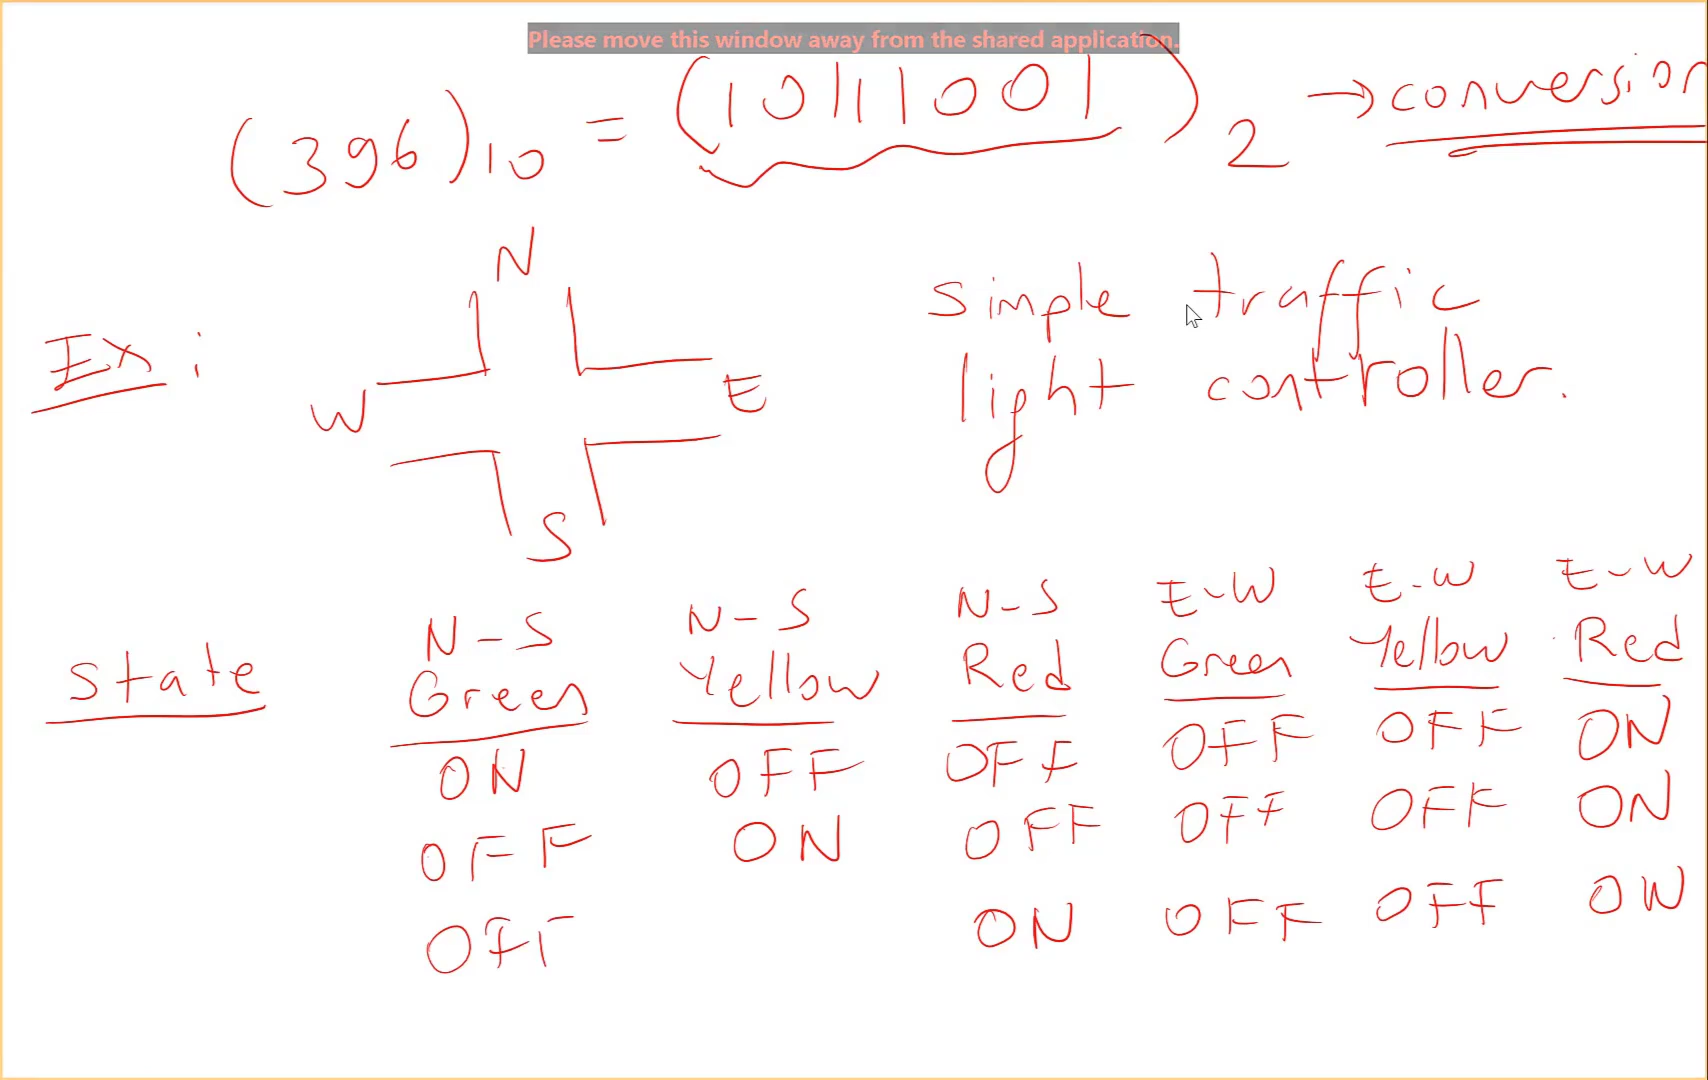 Please move this window away from the shared application.
(396)10 = (101111001)2 → conversion
N
Ex: W E simple traffic
light controller.
S
N-S N-S N-S E-W E-W E-W
State Green Yellow Red Green Yellow Red
ON OFF OFF OFF OFF ON
OFF ON OFF OFF OFF ON
OFF ON OFF OFF ON